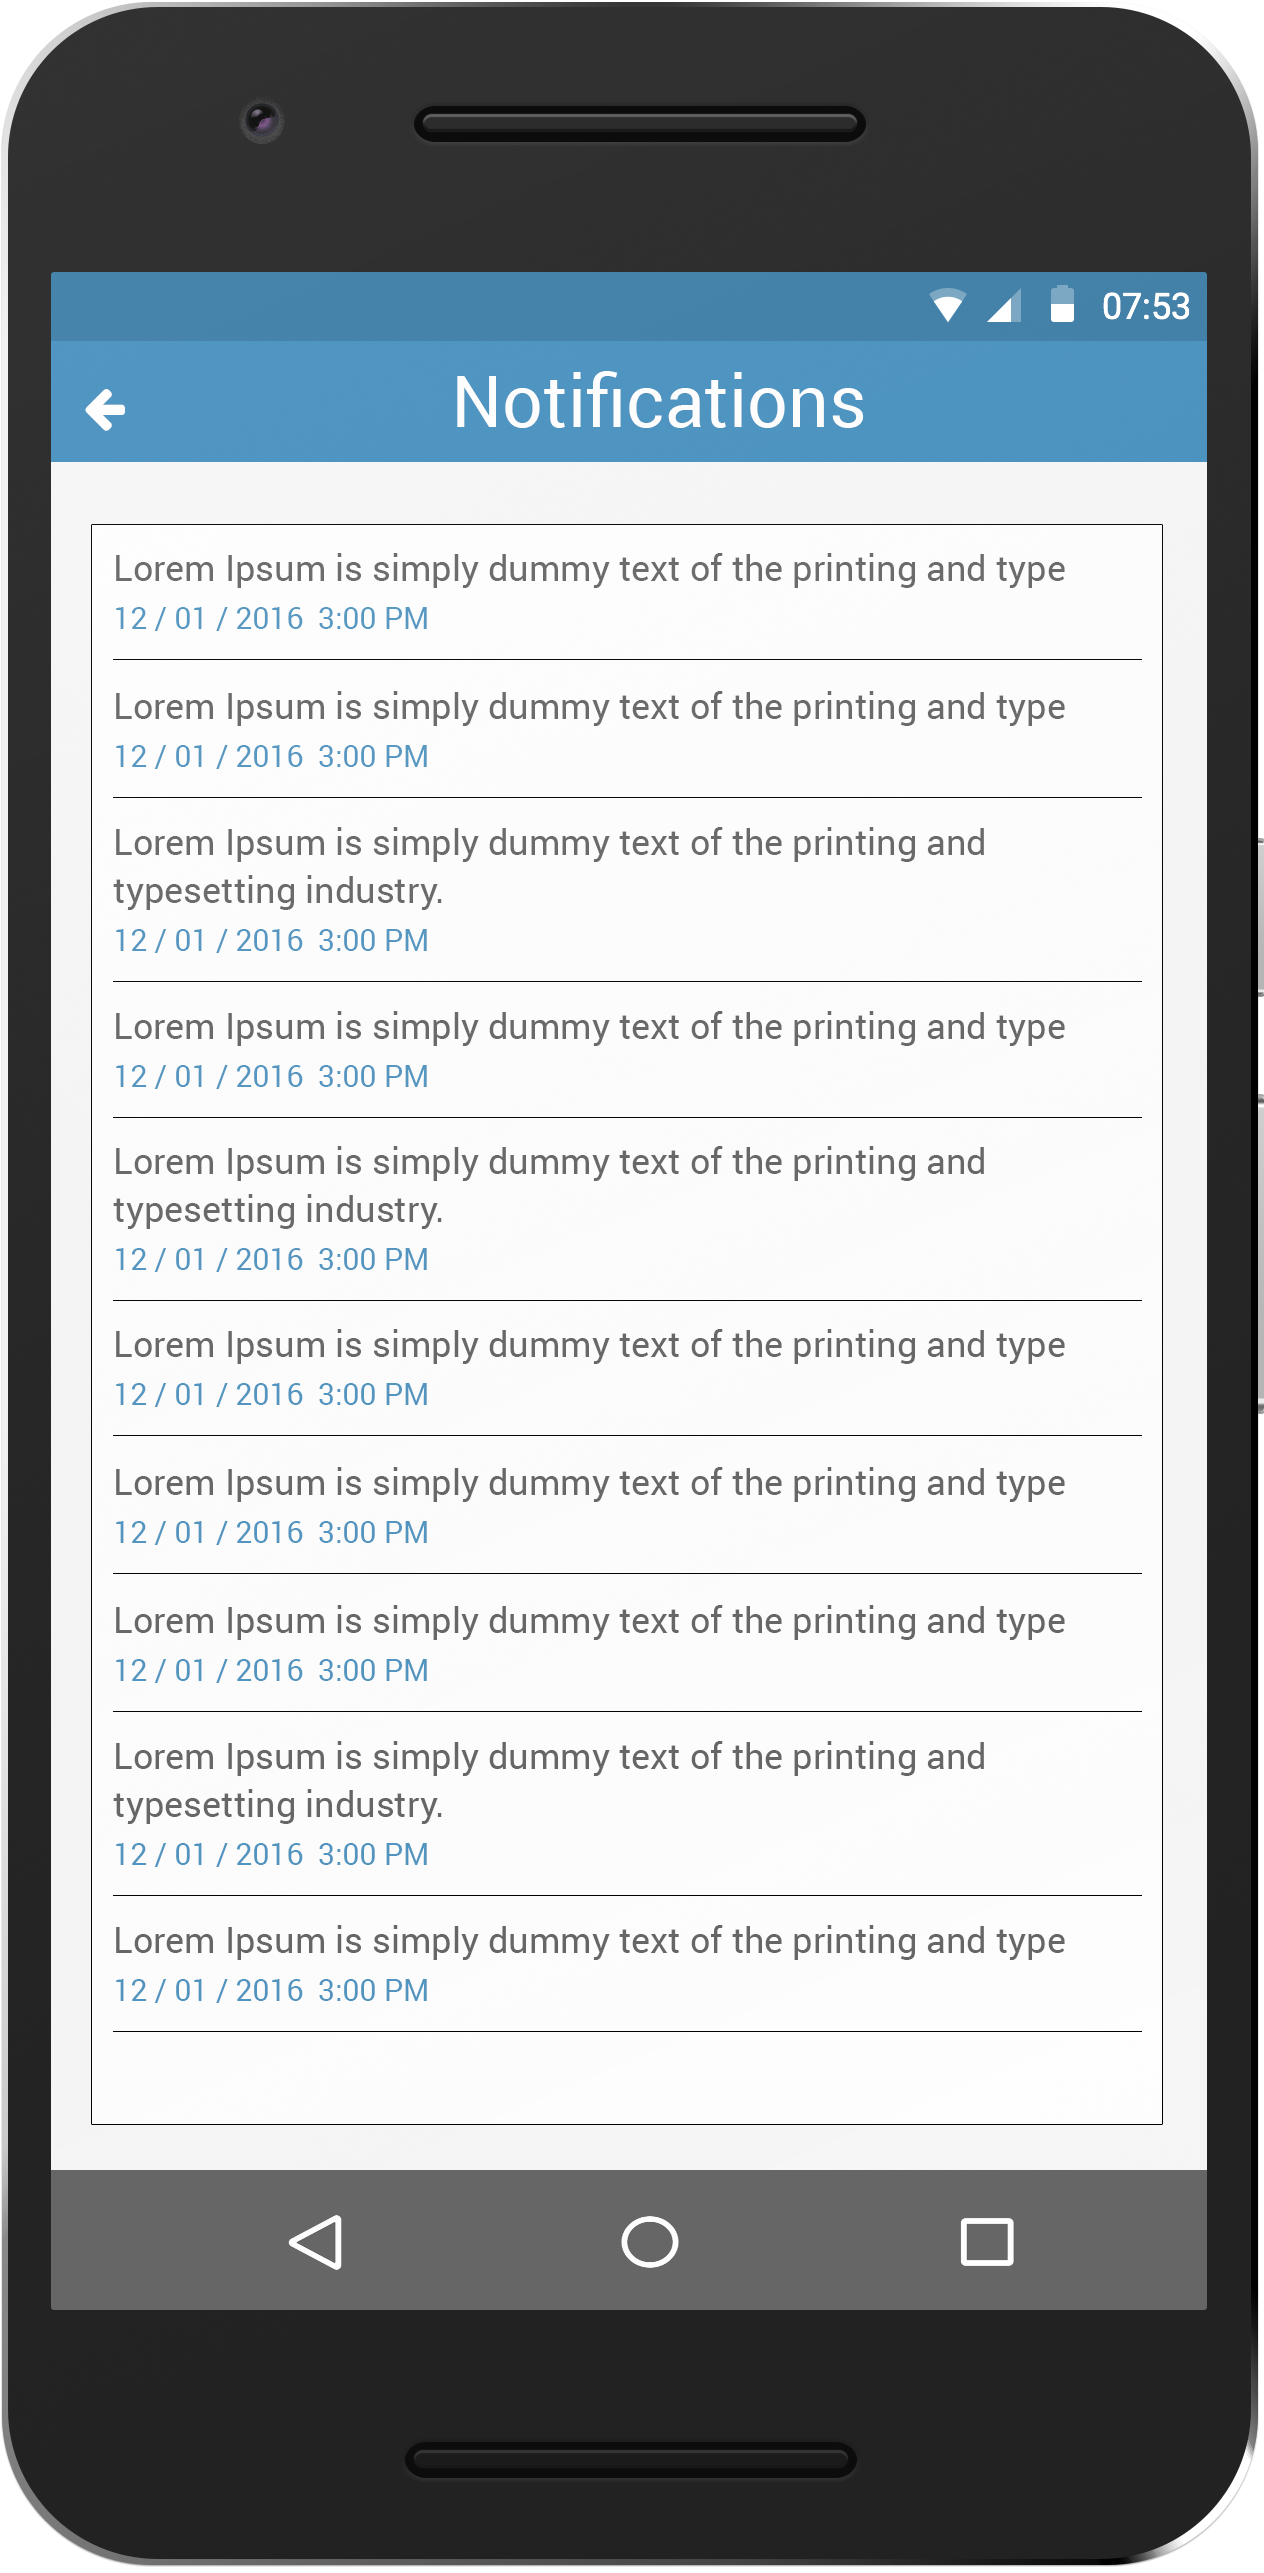 07:53
Notifications
Lorem Ipsum is simply dummy text of the printing and type
12 / 01 / 2016 3:00 PM
Lorem Ipsum is simply dummy text of the printing and type
12 / 01 / 2016 3:00 PM
Lorem Ipsum is simply dummy text of the printing and
typesetting industry.
12 / 01 / 2016 3:00 PM
Lorem Ipsum is simply dummy text of the printing and type
12 / 01 / 2016 3:00 PM
Lorem Ipsum is simply dummy text of the printing and
typesetting industry.
12 / 01 / 2016 3:00 PM
Lorem Ipsum is simply dummy text of the printing and type
12 / 01 / 2016 3:00 PM
Lorem Ipsum is simply dummy text of the printing and type
12 / 01 / 2016 3:00 PM
Lorem Ipsum is simply dummy text of the printing and type
12 / 01 / 2016 3:00 PM
Lorem Ipsum is simply dummy text of the printing and
typesetting industry.
12 / 01 / 2016 3:00 PM
Lorem Ipsum is simply dummy text of the printing and type
12 / 01 / 2016 3:00 PM